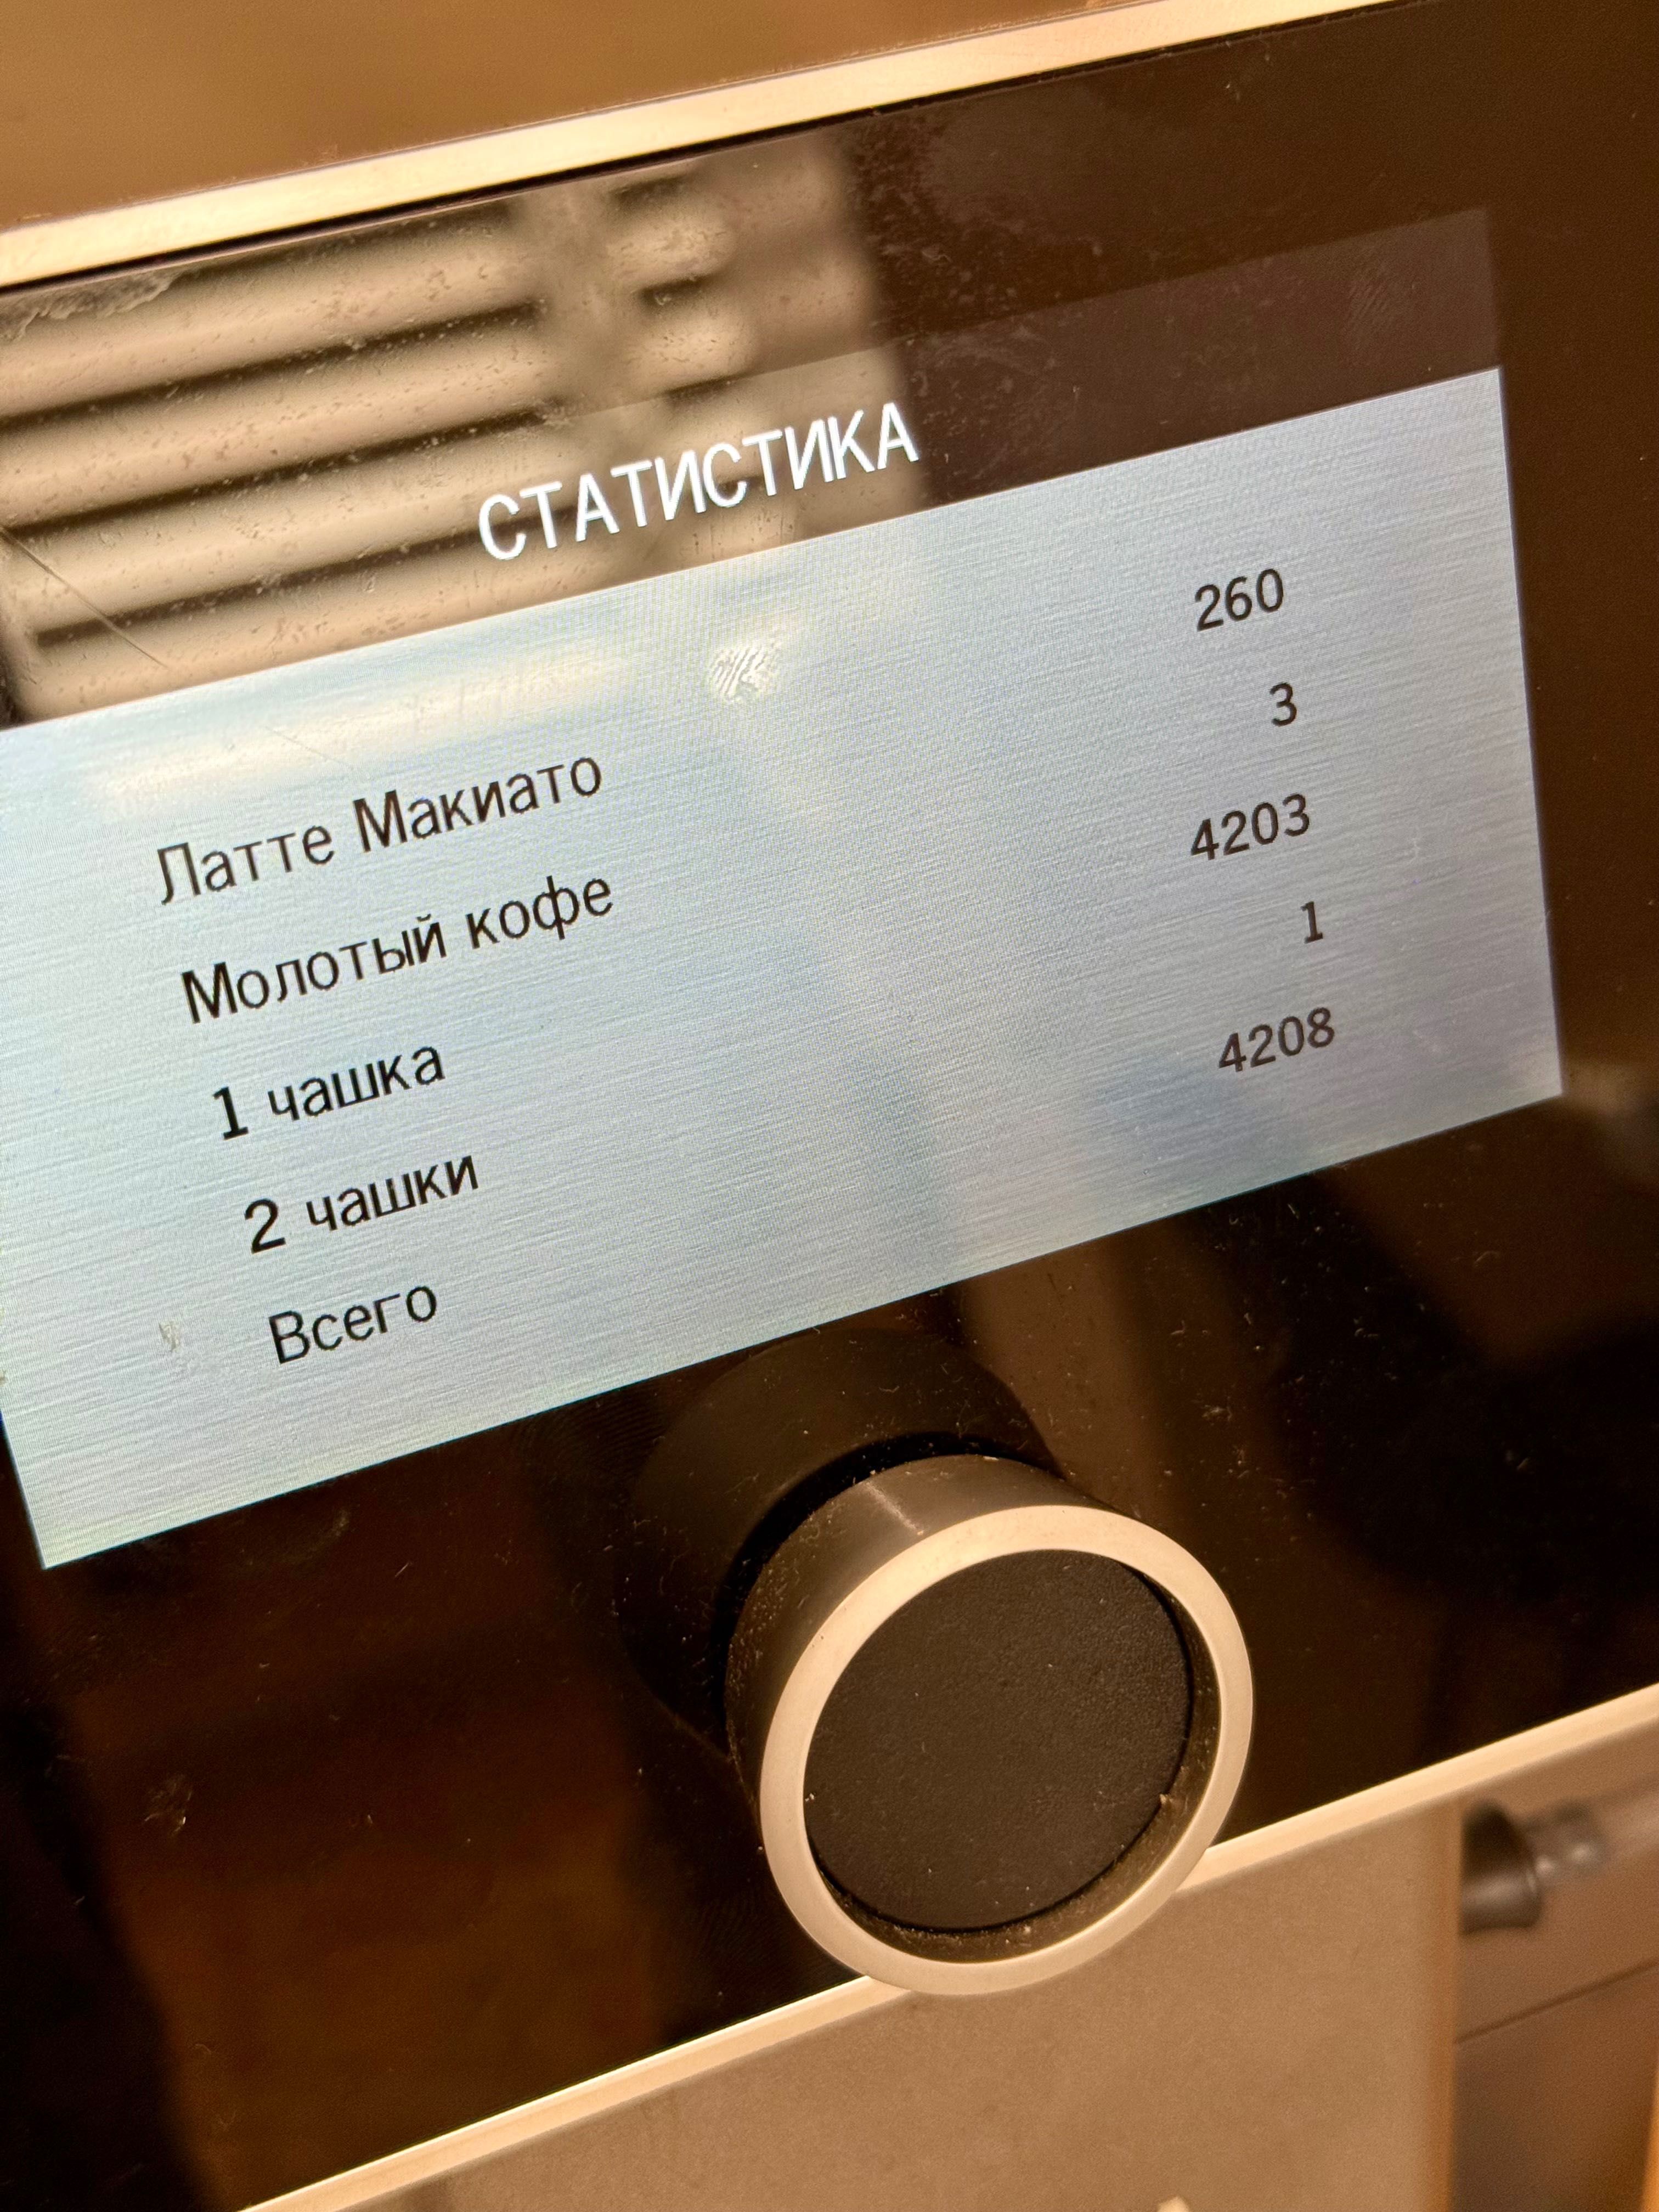 СТАТИСТИКА
Латте Макиато 260
Молотый кофе 3
1 чашка 4203
2 чашки 1
Всего 4208